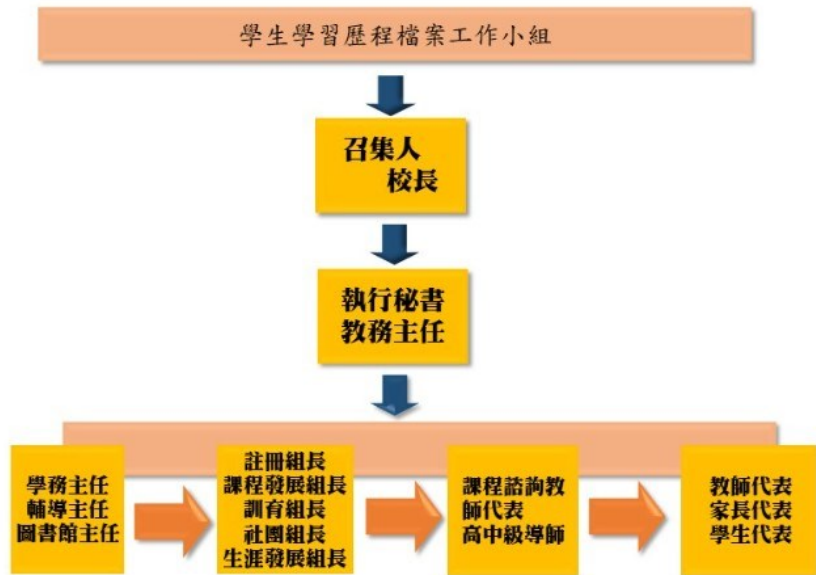 學生學習歷程檔案工作小組
召集人
校長
執行秘書
教務主任
學務主任
輔導主任
圖書館主任
註冊組長
課程發展組長
訓育組長
社團組長
生涯發展組長
課程諮詢教
師代表
高中級導師
教師代表
家長代表
學生代表